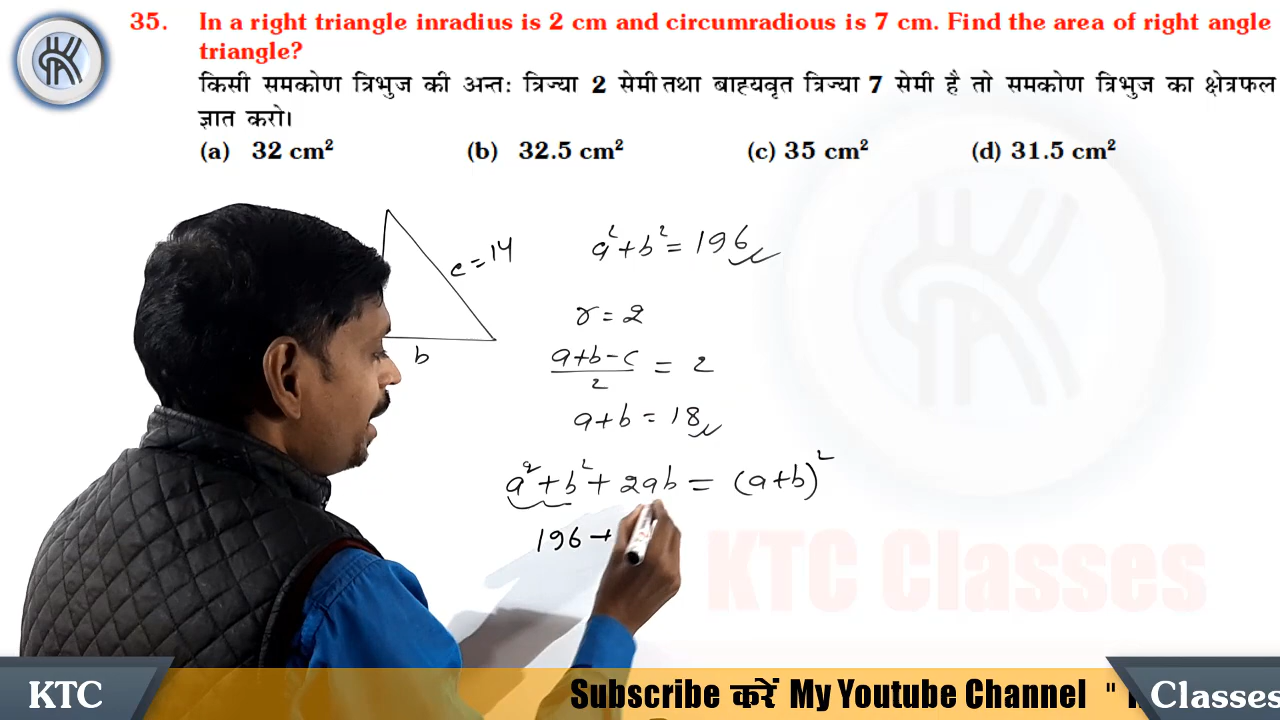 35. In a right triangle inradius is 2 cm and circumradious is 7 cm. Find the area of right angle
triangle?
किसी समकोण त्रिभुज की अन्तः त्रिज्या 2 सेमी तथा बाह्यवृत त्रिज्या 7 सेमी है तो समकोण त्रिभुज का क्षेत्रफल
ज्ञात करो।
(a) 32 cm² (b) 32.5 cm² (c) 35 cm² (d) 31.5 cm²
c = 14
b
a² + b² = 196
r = 2
(a+b-c)/2 = 2
a+b = 18
a² + b² + 2ab = (a+b)²
196 +
KTC Classes
KTC
Subscribe करें My Youtube Channel "
Classes